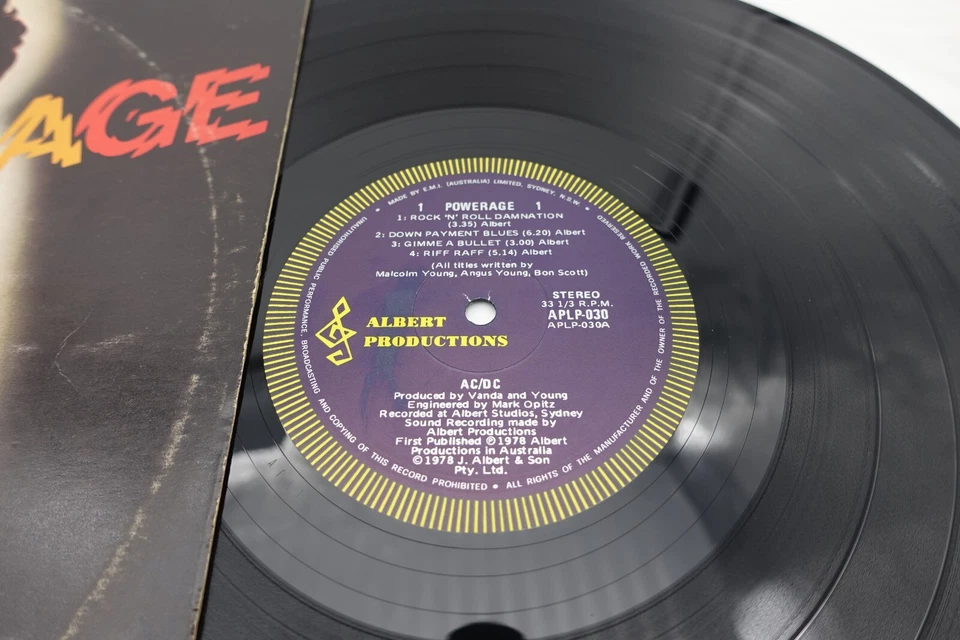 AGE
• MADE BY E.M.I. (AUSTRALIA) LIMITED, SYDNEY, N.S.W •
1 POWERAGE 1
1: ROCK 'N' ROLL DAMNATION
(3.35) Albert
2: DOWN PAYMENT BLUES (6.20) Albert
3: GIMME A BULLET (3.00) Albert
4: RIFF RAFF (5.14) Albert
(All titles written by
Malcolm Young, Angus Young, Bon Scott)
STEREO
33 1/3 R.P.M.
APLP-030
APLP-030A
ALBERT
PRODUCTIONS
AC/DC
Produced by Vanda and Young
Engineered by Mark Opitz
Recorded at Albert Studios, Sydney
Sound Recording made by
Albert Productions
First Published ℗1978 Albert
Productions in Australia
©1978 J. Albert & Son
Pty. Ltd.
UNAUTHORISED PUBLIC PERFORMANCE, BROADCASTING AND COPYING OF THIS RECORD PROHIBITED • ALL RIGHTS OF THE MANUFACTURER AND OF THE OWNER OF THE RECORDED WORK RESERVED